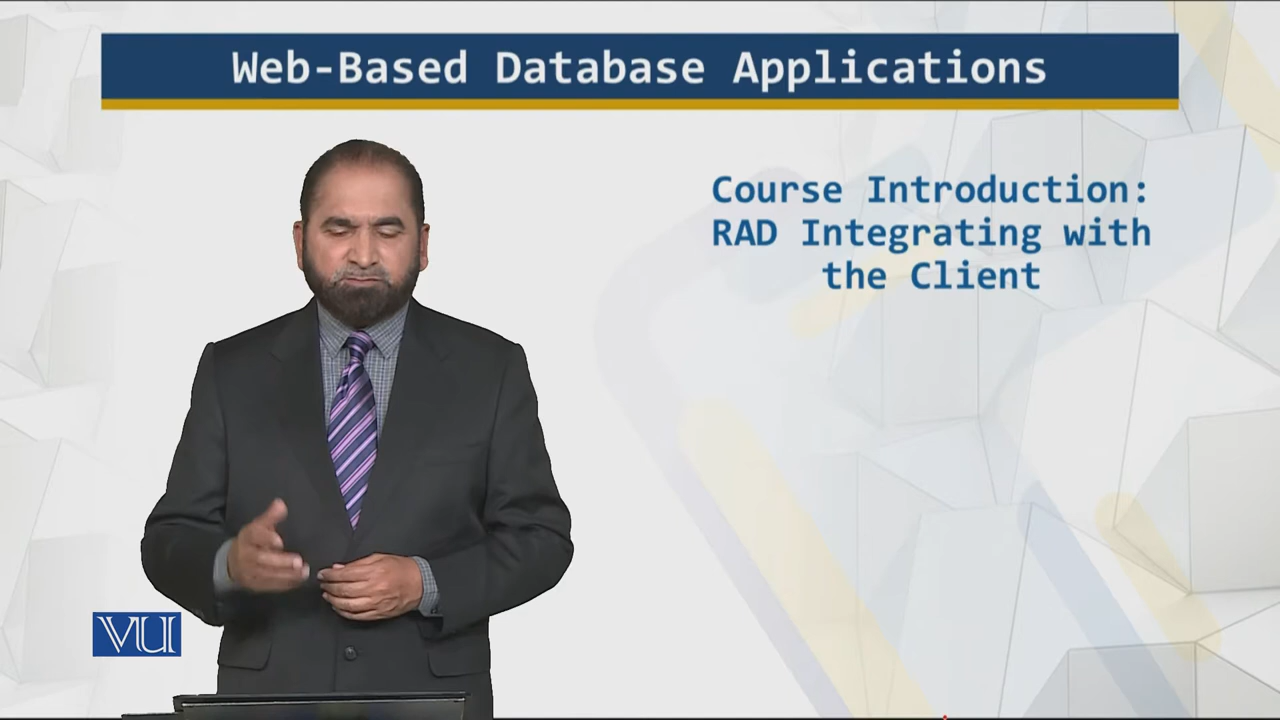 Web-Based Database Applications
Course Introduction:
RAD Integrating with
the Client
VU